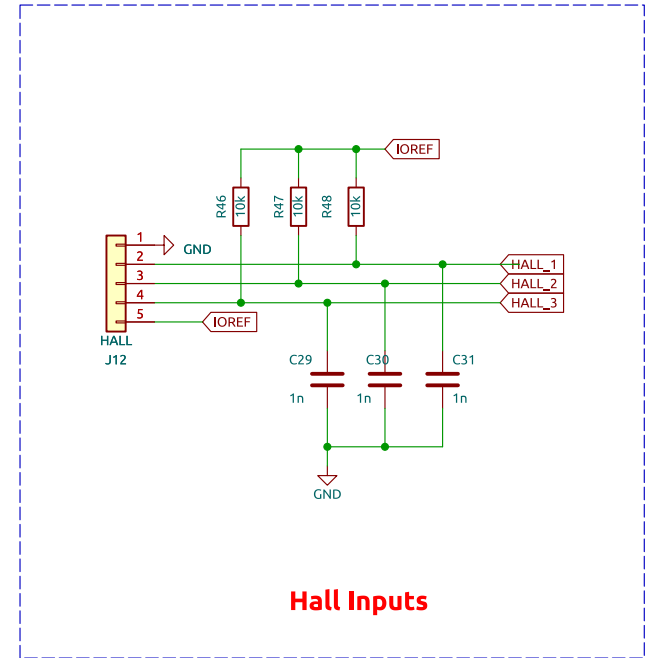 IOREF
R46
10k
R47
10k
R48
10k
1
GND
2
HALL_1
3
HALL_2
4
HALL_3
5
IOREF
HALL
J12
C29
C30
C31
1n
1n
1n
GND
Hall Inputs